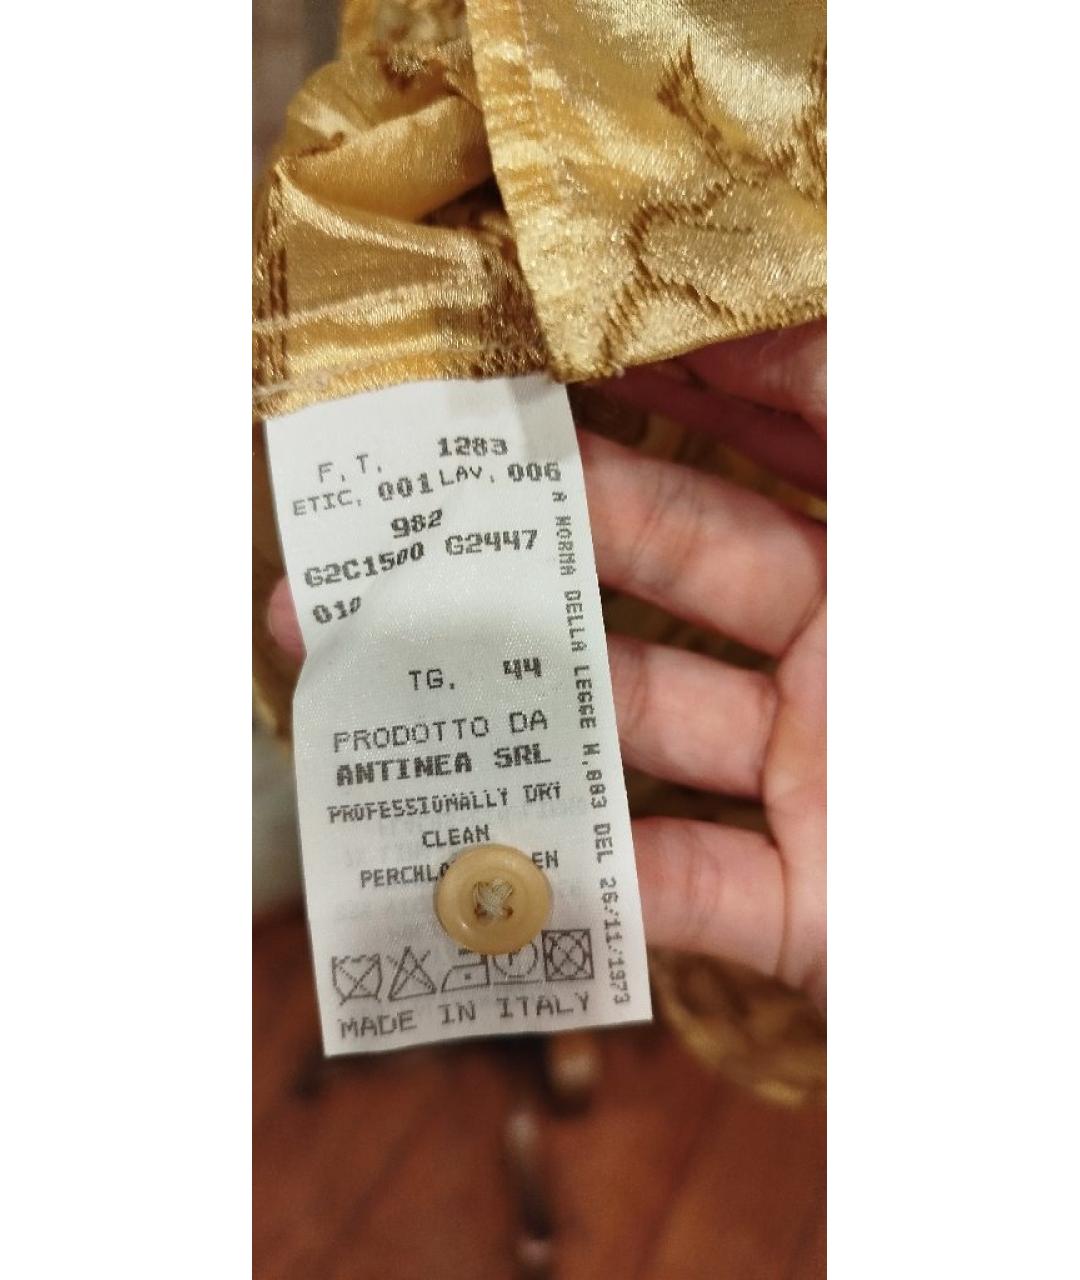 F.T. 1283
ETIC. 001 LAV. 006
982
G2C1500 G2447
010
TG. 44
PRODOTTO DA
ANTINEA SRL
PROFESSIONALLY DRY
CLEAN
MADE IN ITALY
A NORMA DELLA LEGGE N.883 DEL 26/11/1973